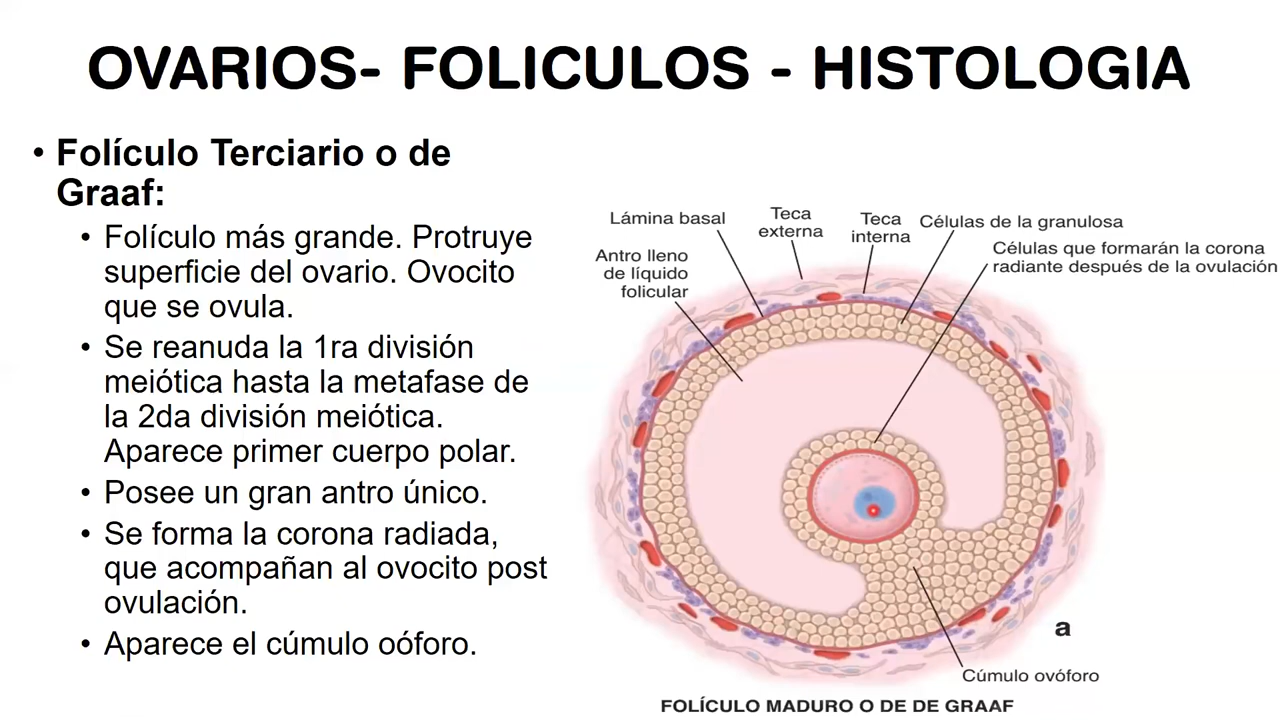 OVARIOS- FOLICULOS - HISTOLOGIA
• Folículo Terciario o de
Graaf:
• Folículo más grande. Protruye
superficie del ovario. Ovocito
que se ovula.
• Se reanuda la 1ra división
meiótica hasta la metafase de
la 2da división meiótica.
Aparece primer cuerpo polar.
• Posee un gran antro único.
• Se forma la corona radiada,
que acompañan al ovocito post
ovulación.
• Aparece el cúmulo oóforo.
Lámina basal
Teca
externa
Teca
interna
Células de la granulosa
Células que formarán la corona
radiante después de la ovulación
Antro lleno
de líquido
folicular
a
Cúmulo ovóforo
FOLÍCULO MADURO O DE DE GRAAF